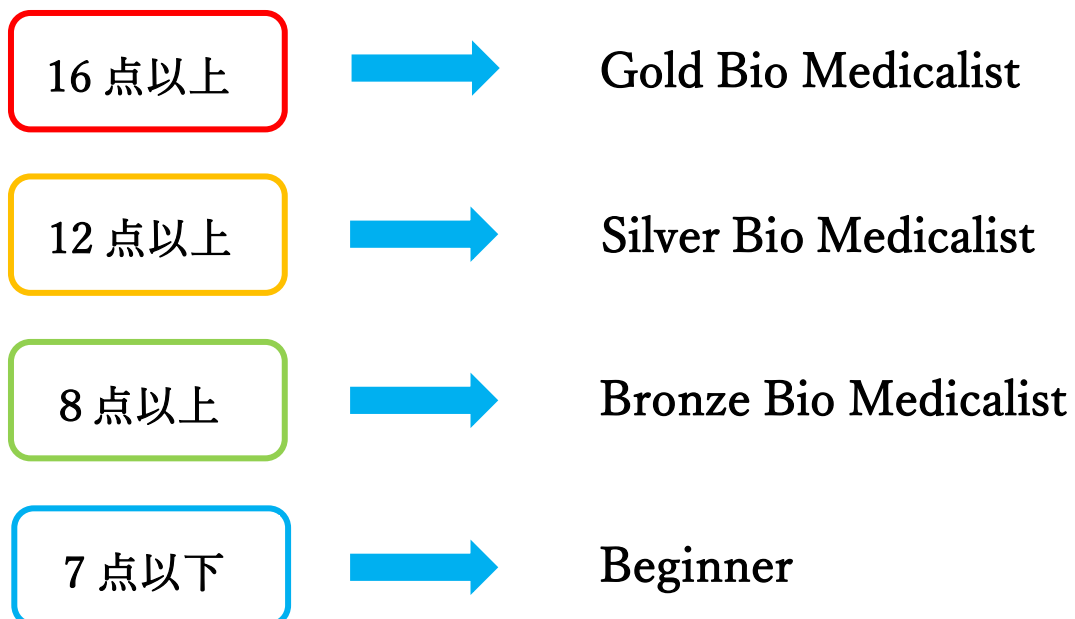 16 点以上 Gold Bio Medicalist
12 点以上 Silver Bio Medicalist
8 点以上 Bronze Bio Medicalist
7 点以下 Beginner